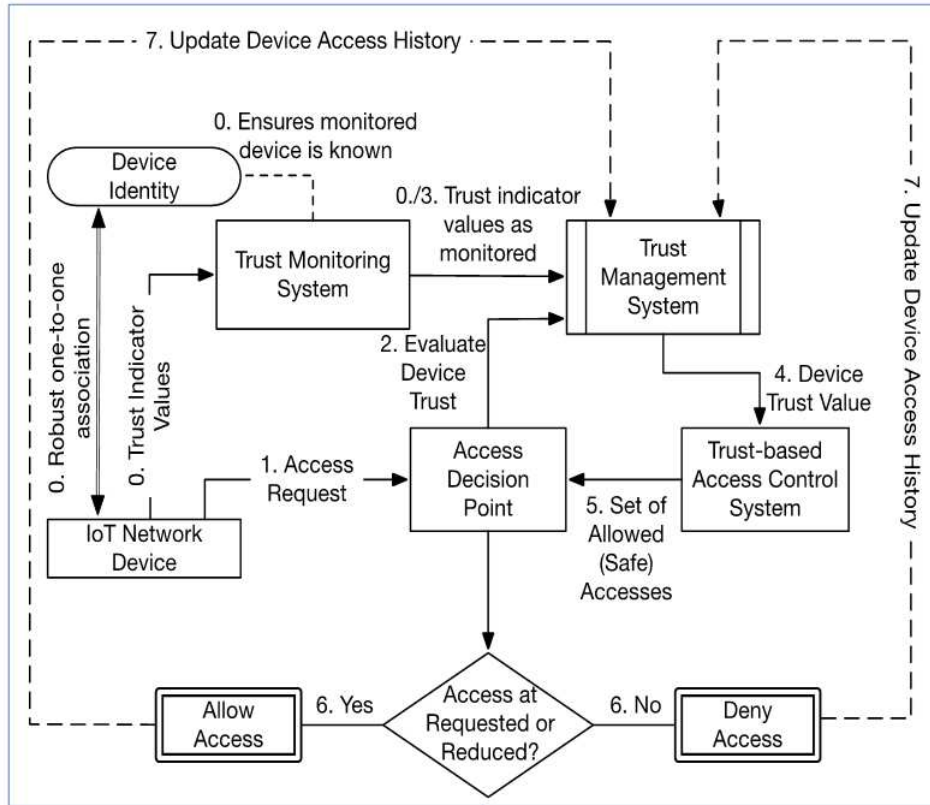 7. Update Device Access History
0. Ensures monitored
device is known
Device
Identity
0./3. Trust indicator
values as
monitored
Trust Monitoring
System
Trust
Management
System
7. Update Device Access History
0. Robust one-to-one
association
0. Trust Indicator
Values
2. Evaluate
Device
Trust
4. Device
Trust Value
1. Access
Request
Access
Decision
Point
Trust-based
Access Control
System
5. Set of
Allowed
(Safe)
Accesses
IoT Network
Device
Allow
Access
6. Yes
Access at
Requested or
Reduced?
6. No
Deny
Access